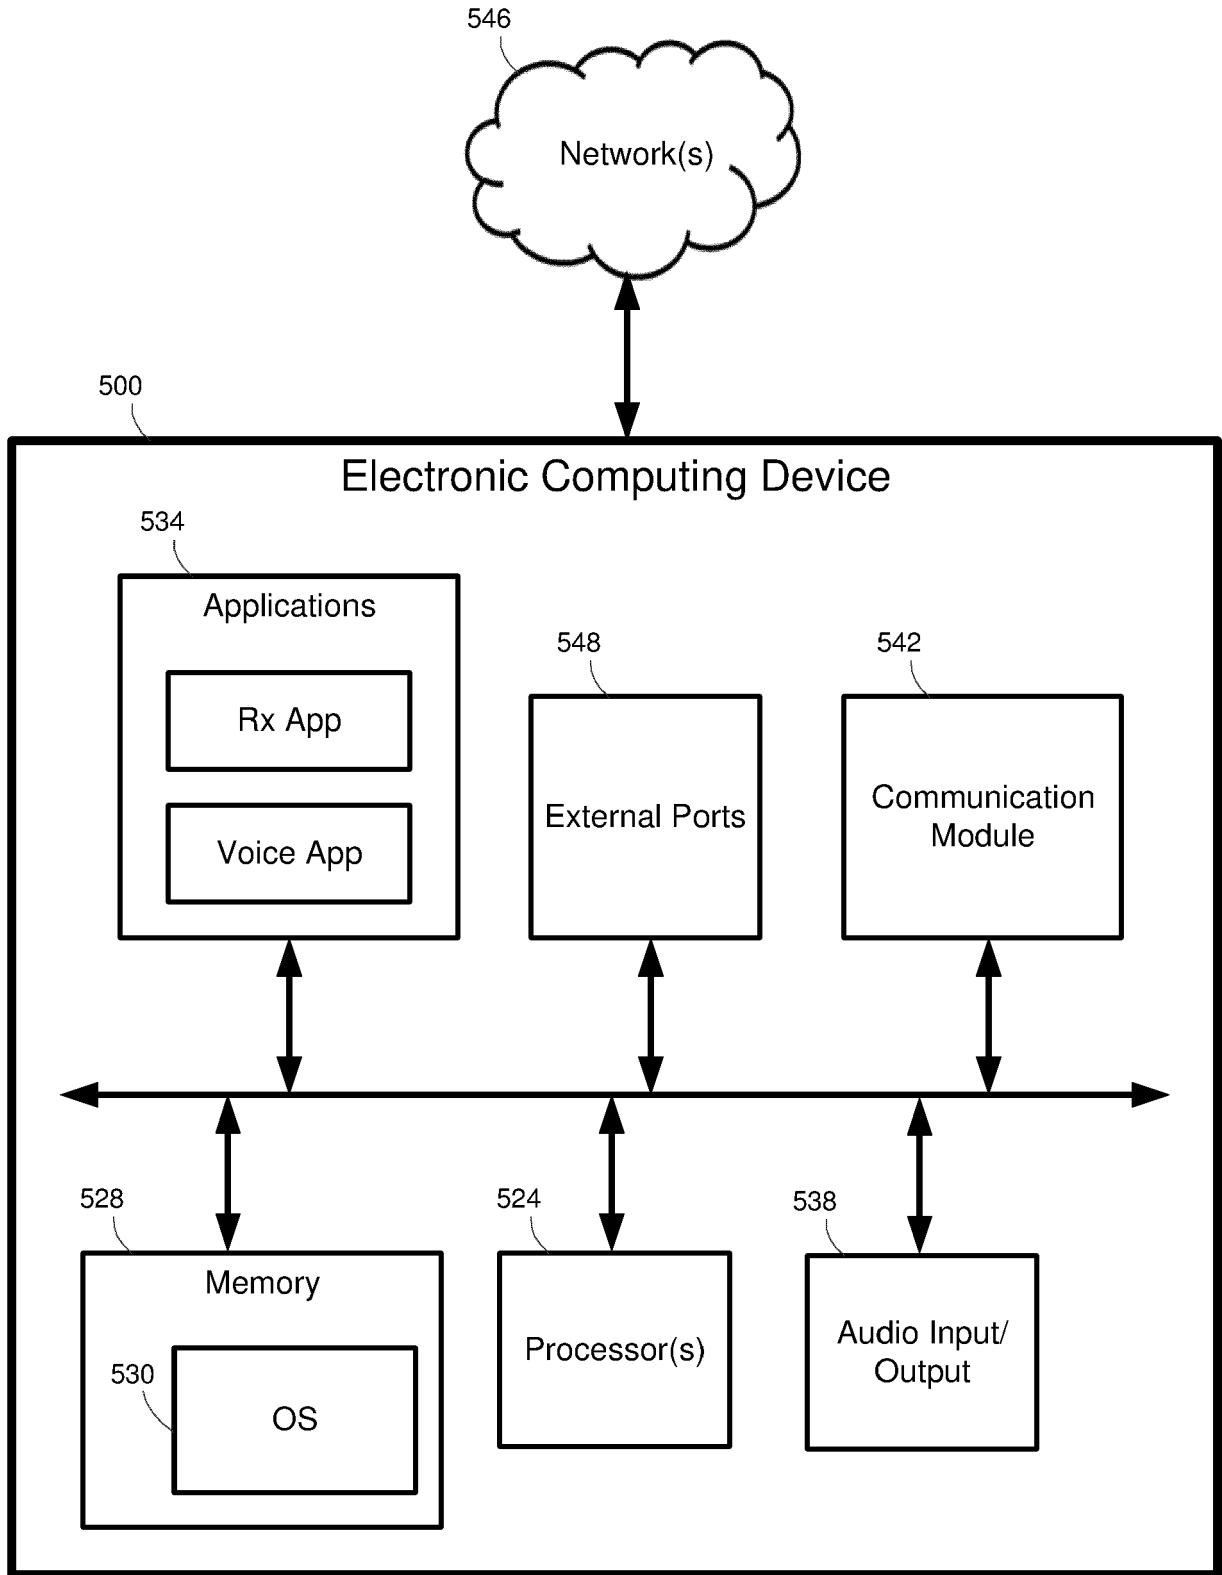 546
Network(s)
500
Electronic Computing Device
534
Applications
Rx App
Voice App
548
External Ports
542
Communication
Module
528
Memory
530
OS
524
Processor(s)
538
Audio Input/
Output